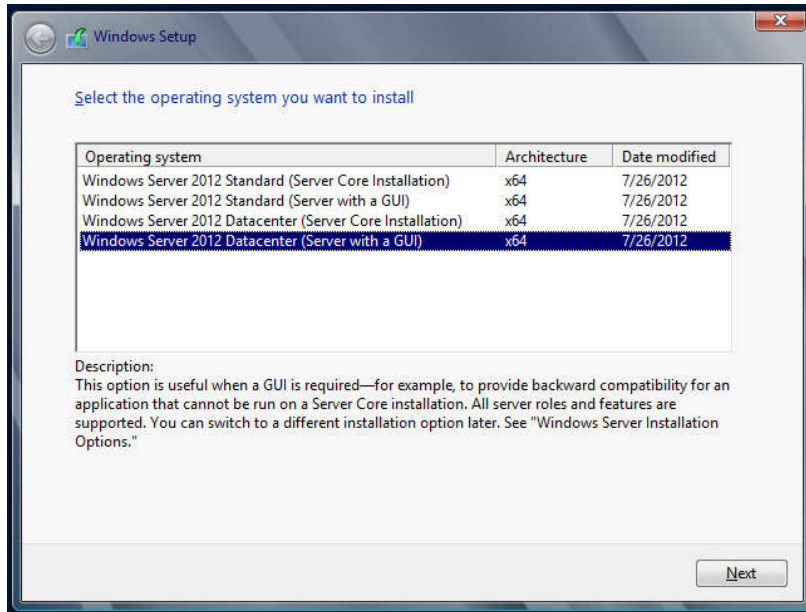 Windows Setup
Select the operating system you want to install
Operating system Architecture Date modified
Windows Server 2012 Standard (Server Core Installation) x64 7/26/2012
Windows Server 2012 Standard (Server with a GUI) x64 7/26/2012
Windows Server 2012 Datacenter (Server Core Installation) x64 7/26/2012
Windows Server 2012 Datacenter (Server with a GUI) x64 7/26/2012
Description:
This option is useful when a GUI is required—for example, to provide backward compatibility for an
application that cannot be run on a Server Core installation. All server roles and features are
supported. You can switch to a different installation option later. See "Windows Server Installation
Options."
Next